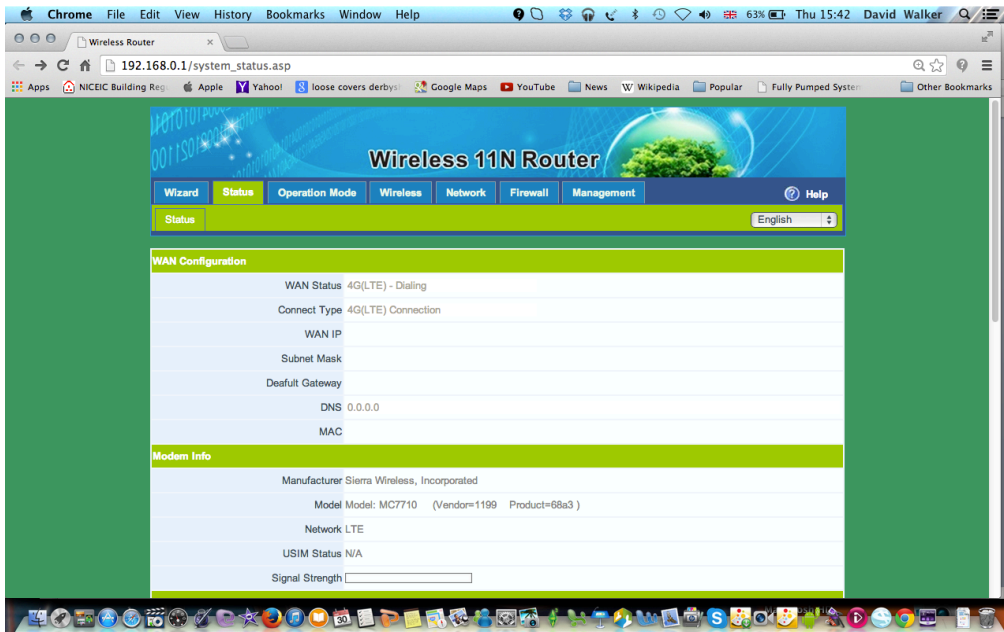 Chrome File Edit View History Bookmarks Window Help 63% Thu 15:42 David Walker
Wireless Router
192.168.0.1/system_status.asp
Apps NICEIC Building Reg Apple Yahoo! loose covers derbys Google Maps YouTube News Wikipedia Popular Fully Pumped System Other Bookmarks
Wireless 11N Router
Wizard Status Operation Mode Wireless Network Firewall Management Help
Status English
WAN Configuration
WAN Status 4G(LTE) - Dialing
Connect Type 4G(LTE) Connection
WAN IP
Subnet Mask
Deafult Gateway
DNS 0.0.0.0
MAC
Modem Info
Manufacturer Sierra Wireless, Incorporated
Model Model: MC7710 (Vendor=1199 Product=68a3 )
Network LTE
USIM Status N/A
Signal Strength